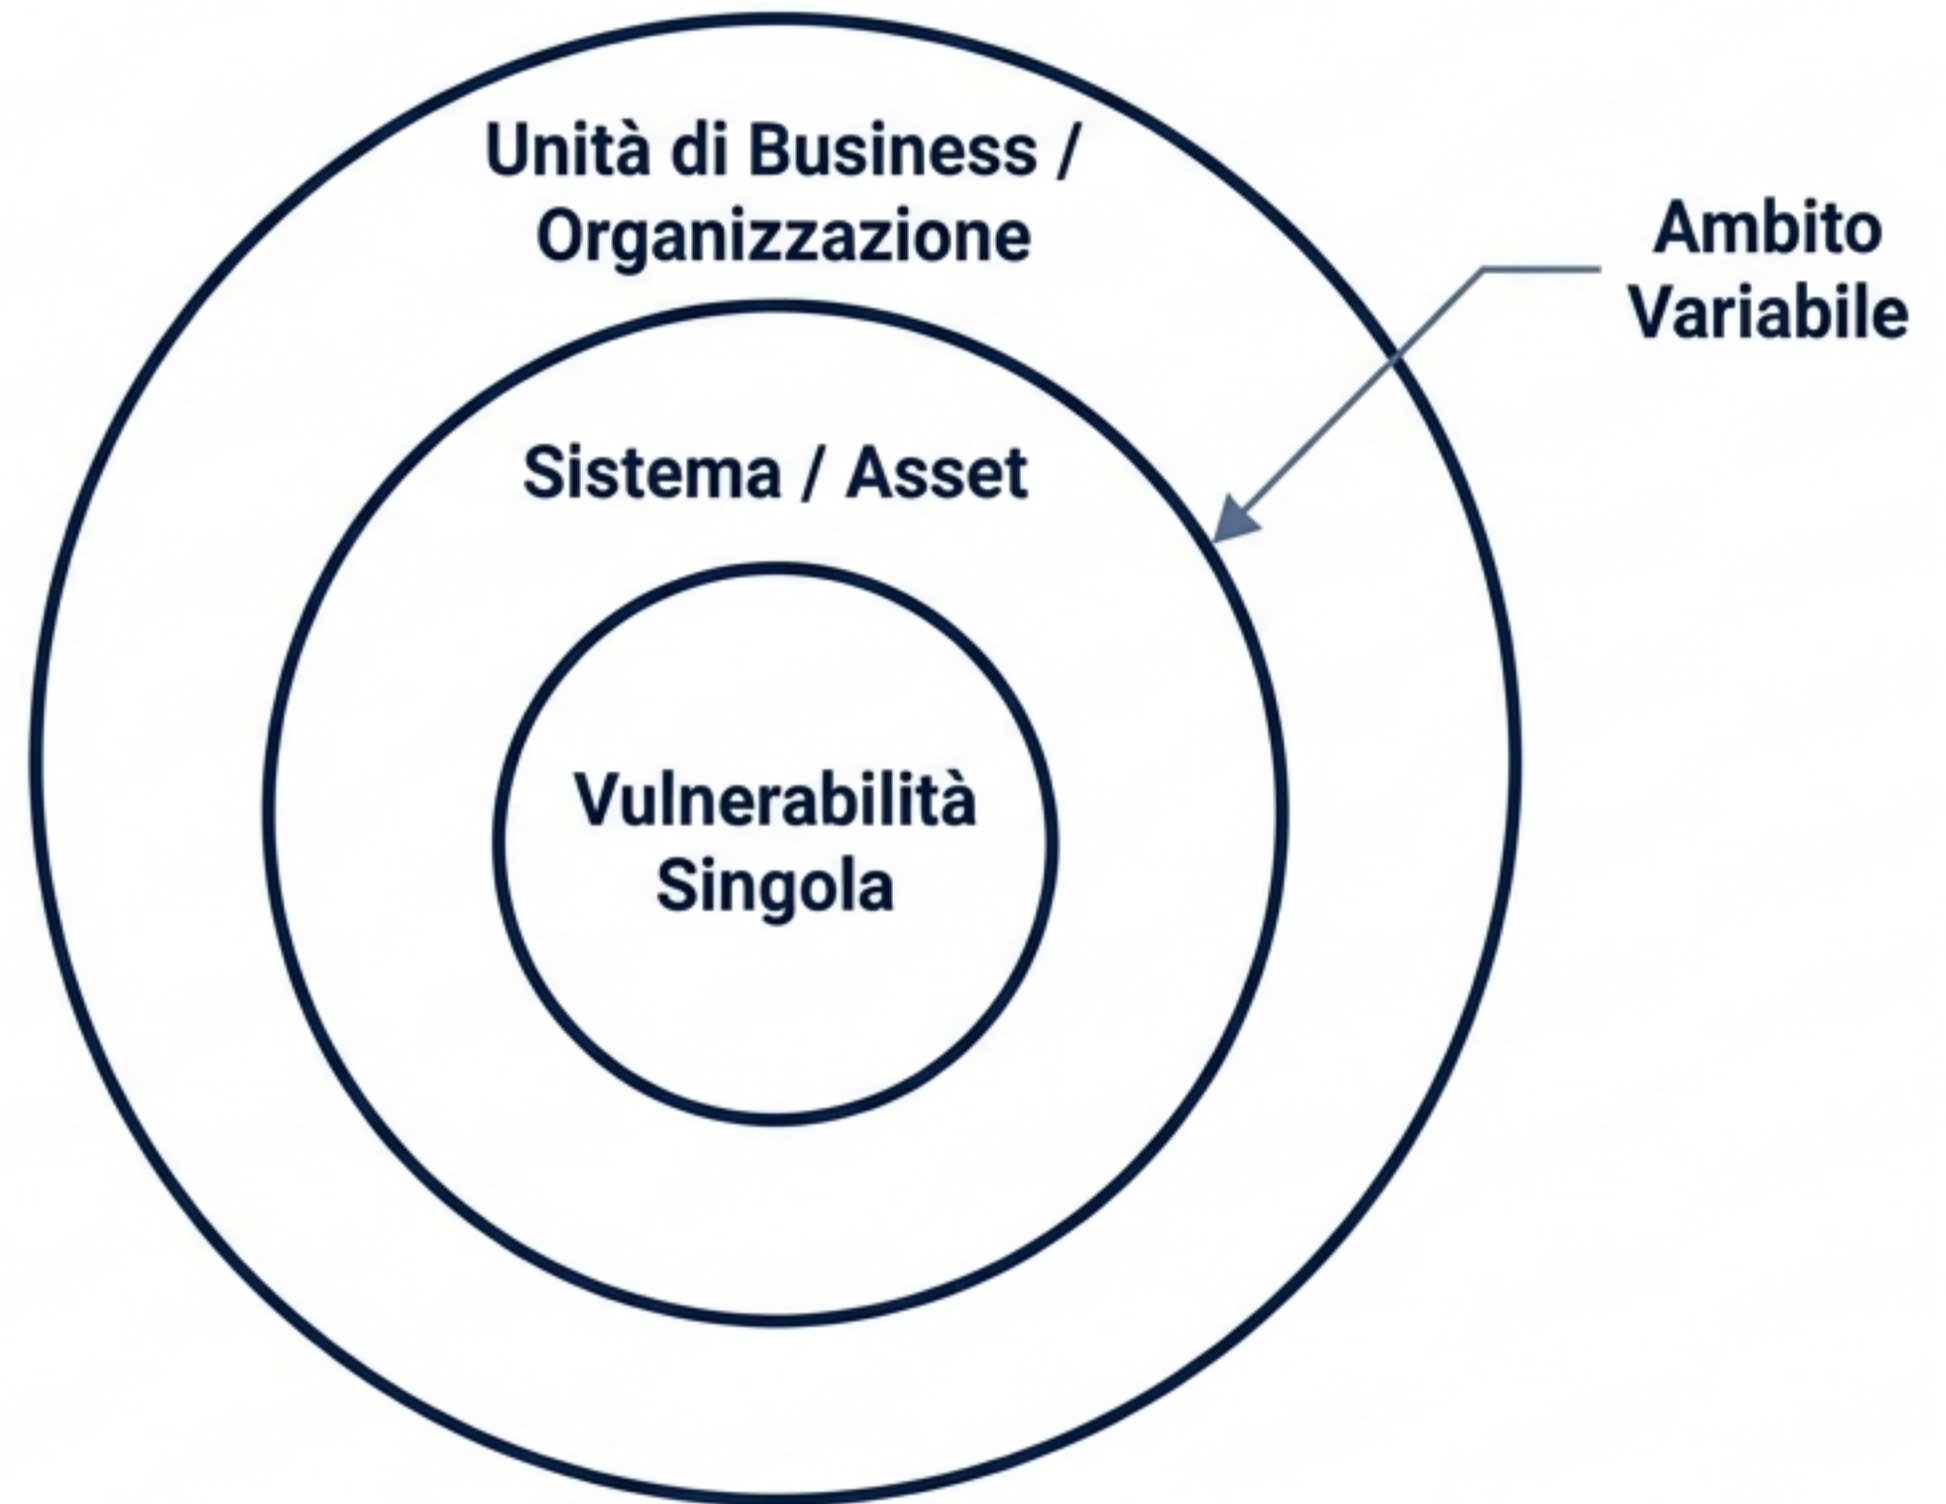 Unità di Business /
Organizzazione
Ambito
Variabile
Sistema / Asset
Vulnerabilità
Singola